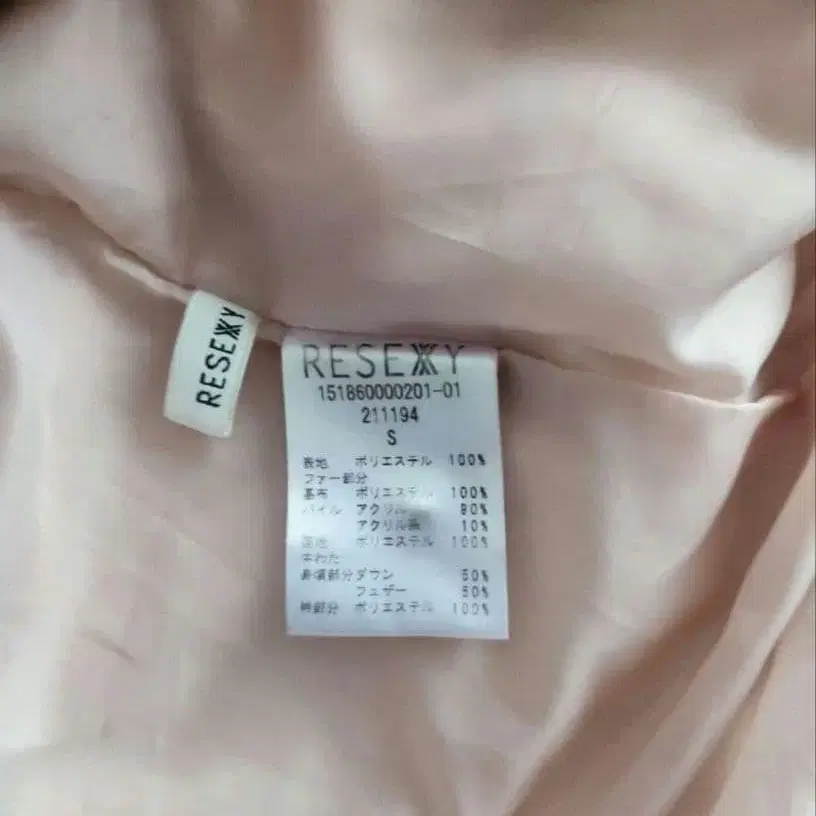 RESEXXY
RESEXXY
151860000201-01
211194
S
表地 ポリエステル 100%
ファー部分
基布 ポリエステル 100%
パイル アクリル 90%
アクリル系 10%
裏地 ポリエステル 100%
中わた
身頃部分 ダウン 50%
フェザー 50%
衿部分 ポリエステル 100%